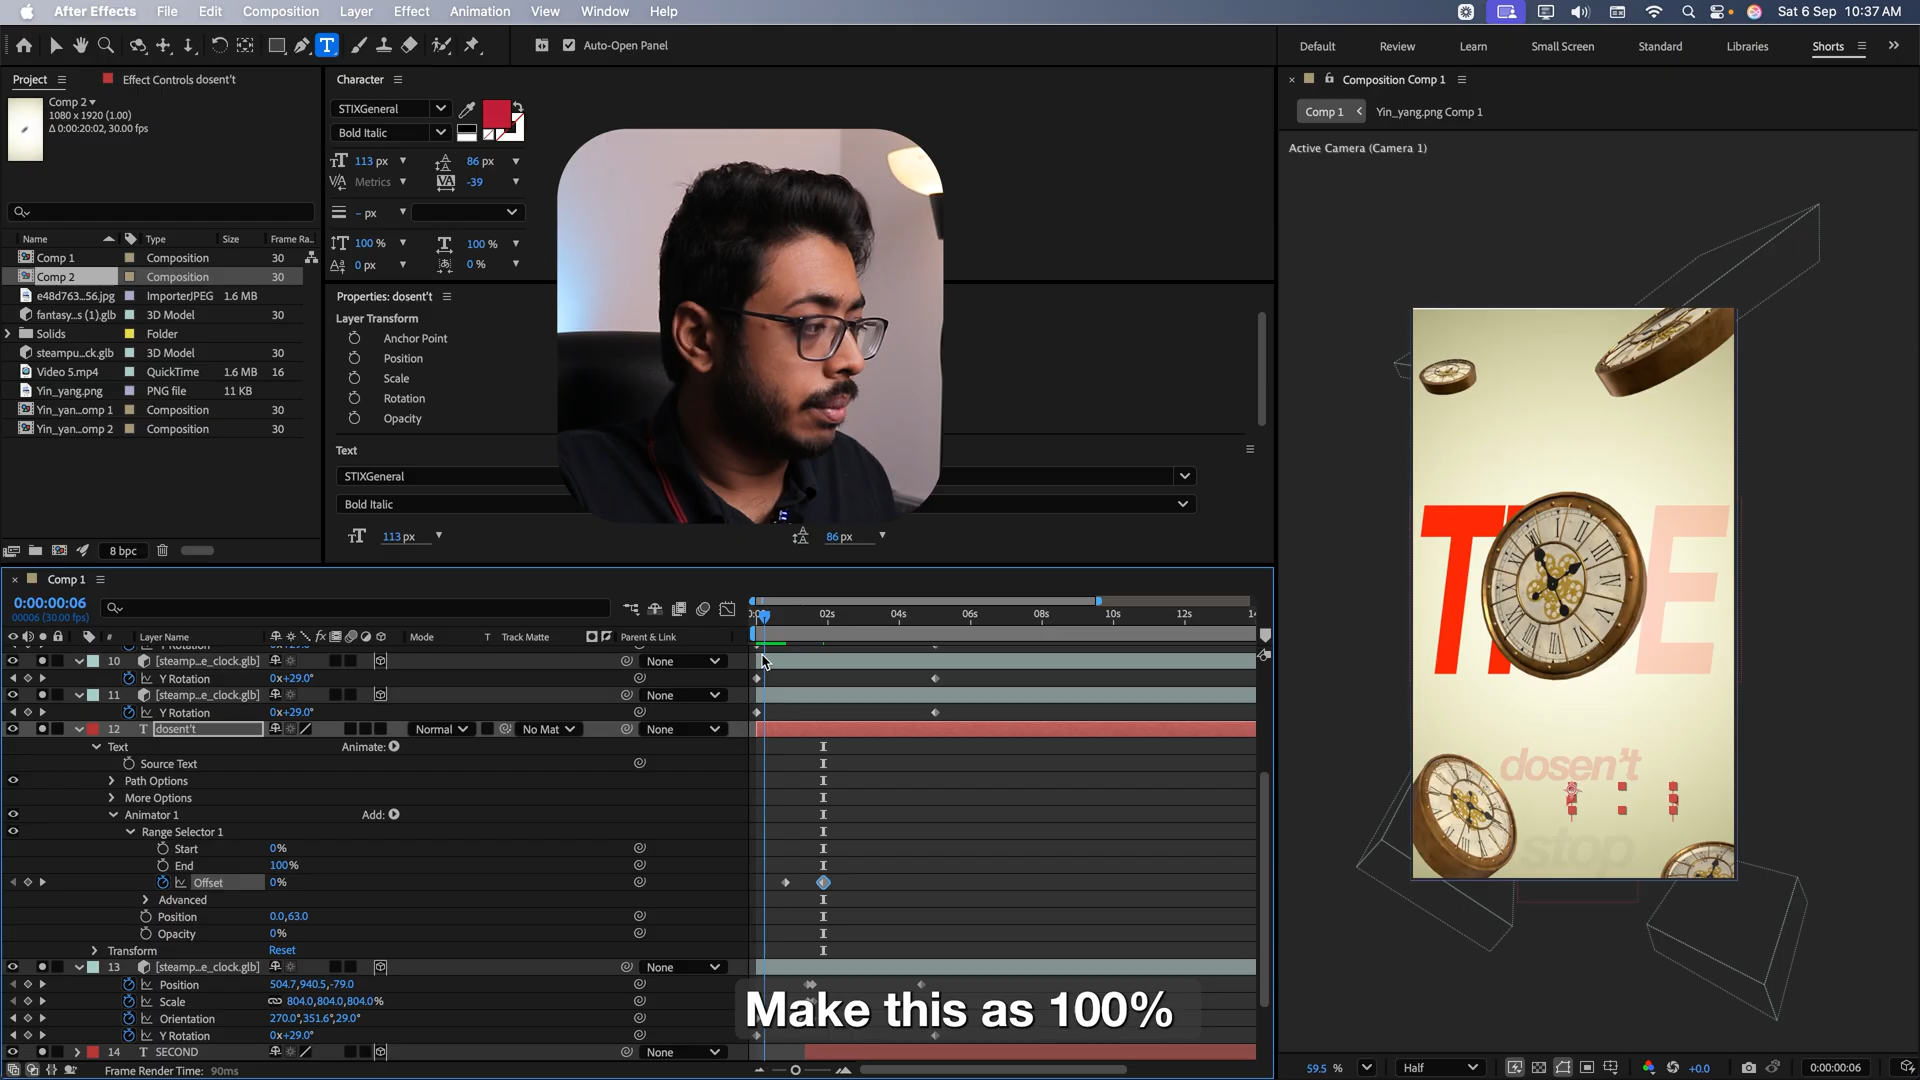 After Effects File Edit Composition Layer Effect Animation View Window Help Sat 6 Sep 10:37 AM
T Auto-Open Panel Default Review Learn Small Screen Standard Libraries Shorts
Project Effect Controls dosen't
Comp 2
1080 x 1920 (1.00)
Δ 0:00:20:02, 30.00 fps
Name Type Size Frame Ra...
Comp 1 Composition 30
Comp 2 Composition 30
e48d763...56.jpg ImporterJPEG 1.6 MB
fantasy...s (1).glb 3D Model 30
Solids Folder
steampu...ck.glb 3D Model 30
Video 5.mp4 QuickTime 1.6 MB 16
Yin_yang.png PNG file 11 KB
Yin_yan...omp 1 Composition 30
Yin_yan...omp 2 Composition 30
8 bpc
Character
STIXGeneral
Bold Italic
113 px 86 px
Metrics -39
– px
100 % 100 %
0 px 0 %
Properties: dosen't
Layer Transform
Anchor Point
Position
Scale
Rotation
Opacity
Text
STIXGeneral
Bold Italic
113 px 86 px
Composition Comp 1
Comp 1 Yin_yang.png Comp 1
Active Camera (Camera 1)
T E
dosen't
stop
59.5 % Half +0.0 0:00:00:06
Comp 1
0:00:00:06
00006 (30.00 fps)
02s 04s 06s 08s 10s 12s
# Layer Name Mode T Track Matte Parent & Link
10 [steamp...e_clock.glb] None
Y Rotation 0x+29.0°
11 [steamp...e_clock.glb] None
Y Rotation 0x+29.0°
12 T dosen't Normal No Mat None
Text Animate:
Source Text
Path Options
More Options
Animator 1 Add:
Range Selector 1
Start 0%
End 100%
Offset 0%
Advanced
Position 0.0,63.0
Opacity 0%
Transform Reset
13 [steamp...e_clock.glb] None
Position 504.7,940.5,-79.0
Scale 804.0,804.0,804.0%
Orientation 270.0°,351.6°,29.0°
Y Rotation 0x+29.0°
14 T SECOND None
Frame Render Time: 90ms
Make this as 100%